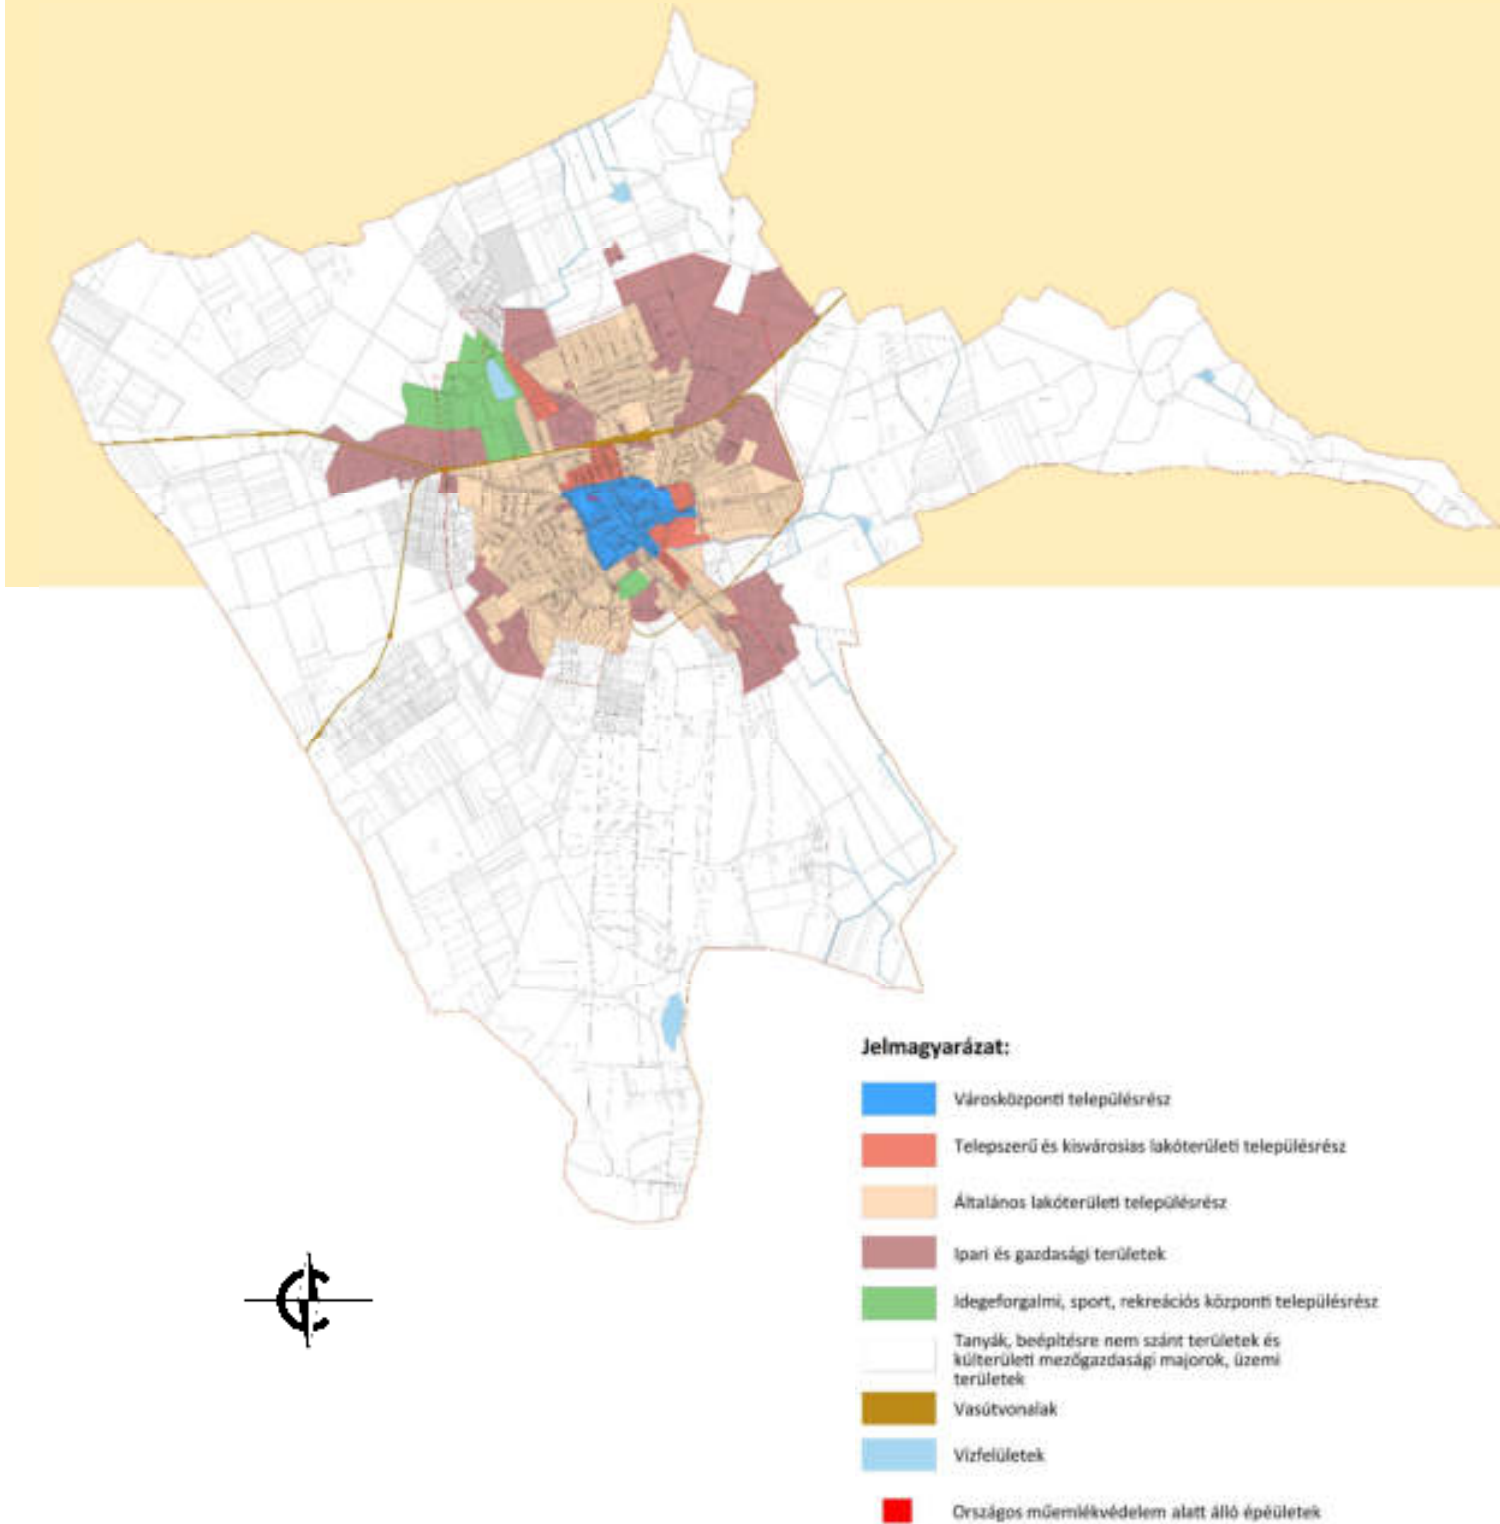 Jelmagyarázat:
Városközponti településrész
Telepszerű és kisvárosias lakóterületi településrész
Általános lakóterületi településrész
Ipari és gazdasági területek
Idegeforgalmi, sport, rekreációs központi településrész
Tanyák, beépítésre nem szánt területek és
külterületi mezőgazdasági majorok, üzemi
területek
Vasútvonalak
Vízfelületek
Országos műemlékvédelem alatt álló épéületek